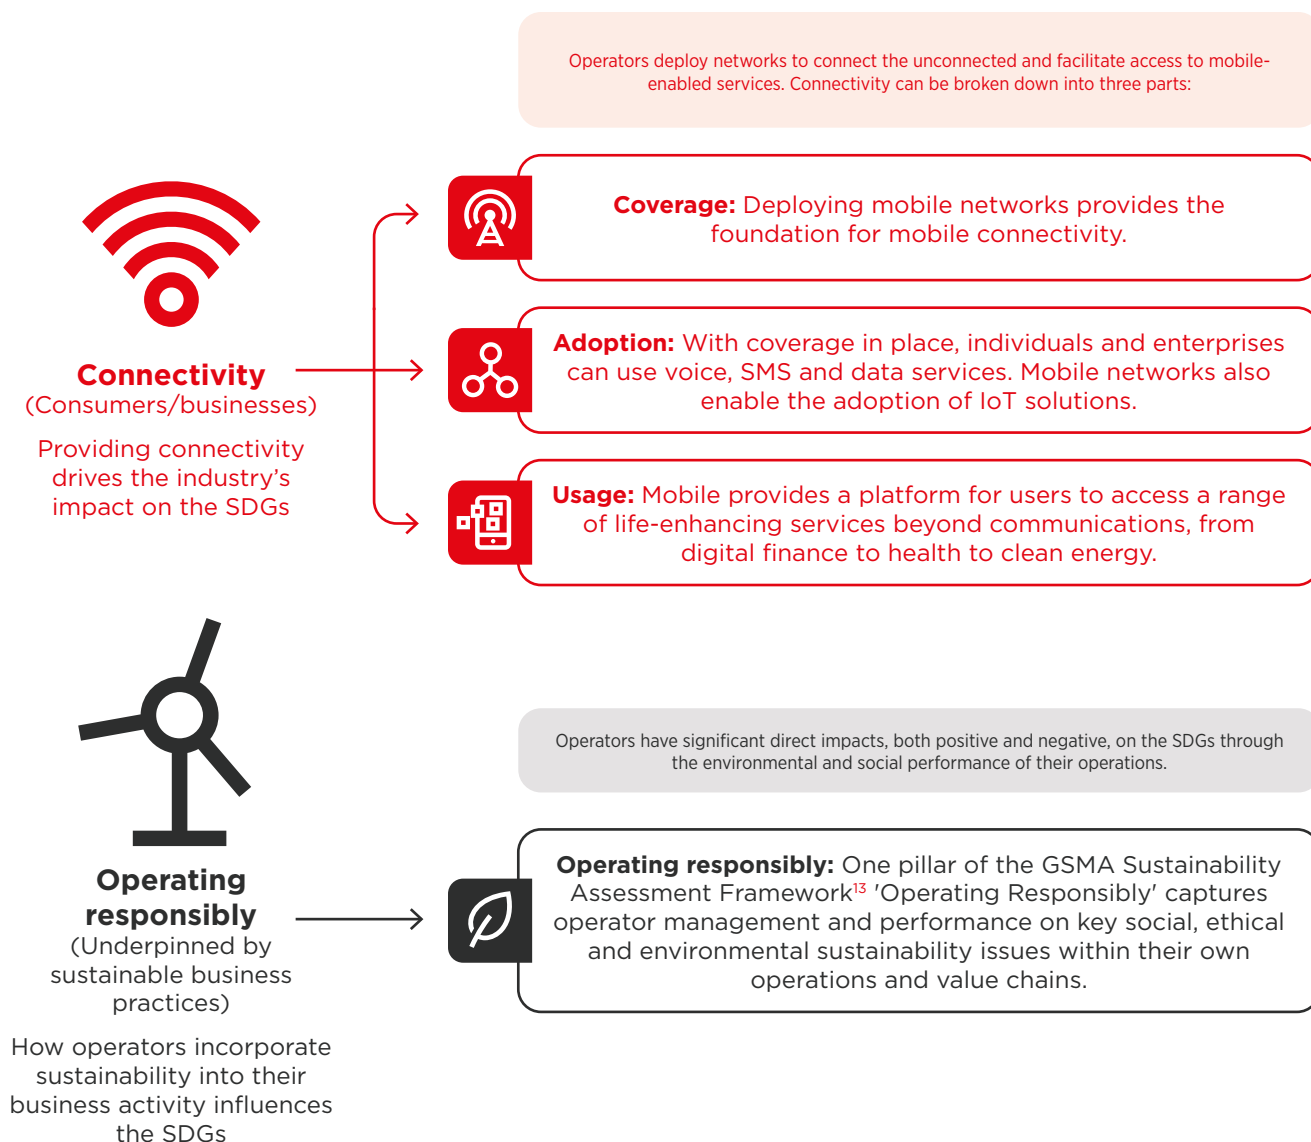 Operators deploy networks to connect the unconnected and facilitate access to mobile-
enabled services. Connectivity can be broken down into three parts:
Connectivity
(Consumers/businesses)
Providing connectivity
drives the industry’s
impact on the SDGs
Coverage: Deploying mobile networks provides the
foundation for mobile connectivity.
Adoption: With coverage in place, individuals and enterprises
can use voice, SMS and data services. Mobile networks also
enable the adoption of IoT solutions.
Usage: Mobile provides a platform for users to access a range
of life-enhancing services beyond communications, from
digital finance to health to clean energy.
Operators have significant direct impacts, both positive and negative, on the SDGs through
the environmental and social performance of their operations.
Operating
responsibly
(Underpinned by
sustainable business
practices)
How operators incorporate
sustainability into their
business activity influences
the SDGs
Operating responsibly: One pillar of the GSMA Sustainability
Assessment Framework13 'Operating Responsibly' captures
operator management and performance on key social, ethical
and environmental sustainability issues within their own
operations and value chains.